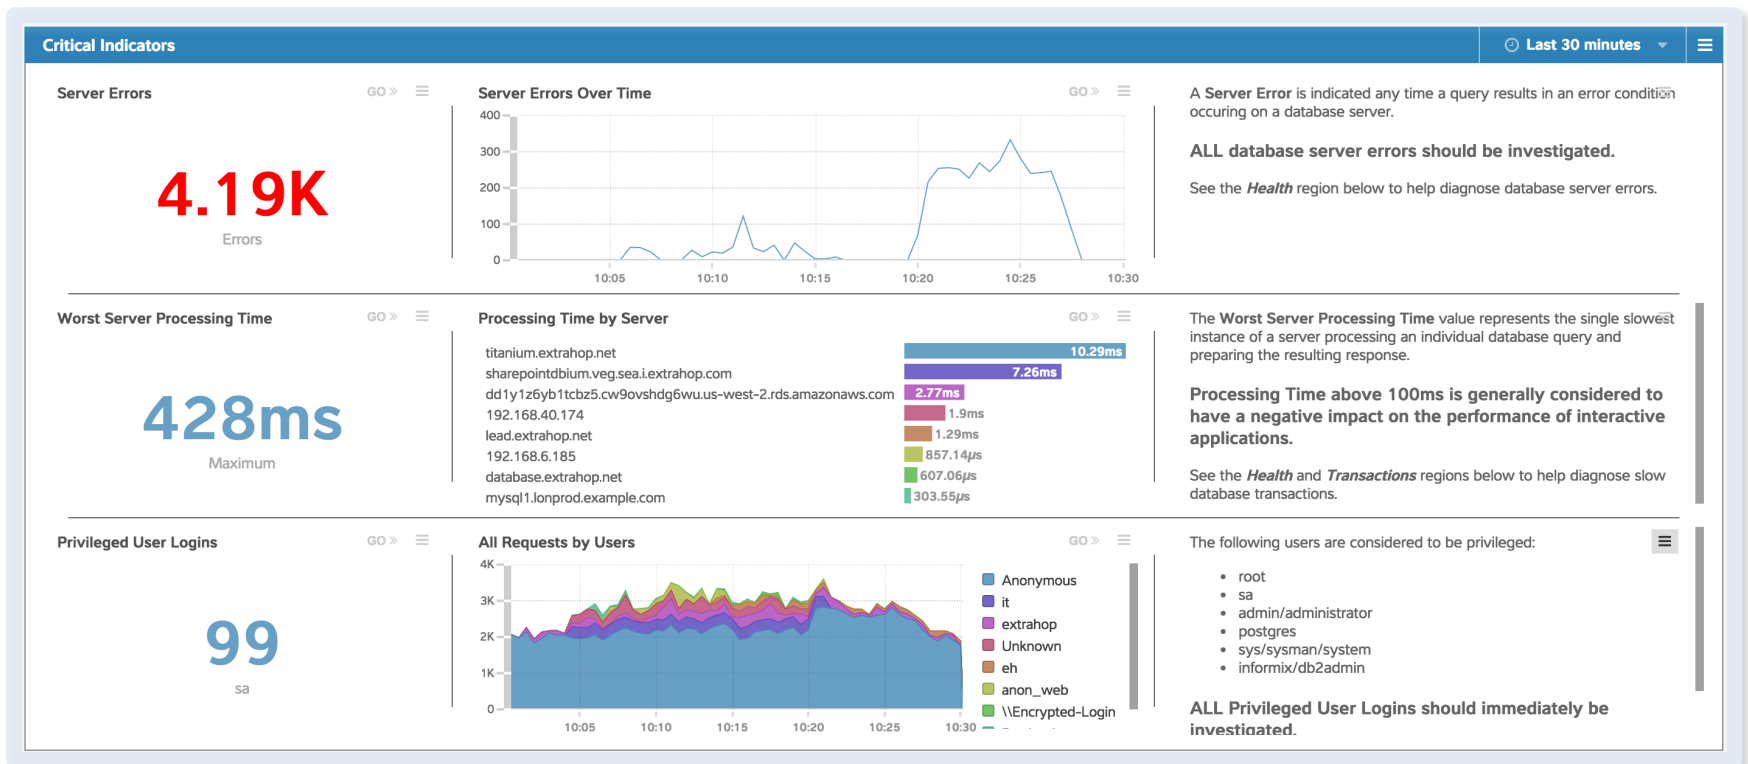 Critical Indicators
Last 30 minutes
Server Errors
GO »
4.19K
Errors
Server Errors Over Time
GO »
400
300
200
100
0
10:05 10:10 10:15 10:20 10:25 10:30
A Server Error is indicated any time a query results in an error condition
occuring on a database server.
ALL database server errors should be investigated.
See the Health region below to help diagnose database server errors.
Worst Server Processing Time
GO »
428ms
Maximum
Processing Time by Server
GO »
titanium.extrahop.net 10.29ms
sharepointdbium.veg.sea.i.extrahop.com 7.26ms
dd1y1z6yb1tcbz5.cw9ovshdg6wu.us-west-2.rds.amazonaws.com 2.77ms
192.168.40.174 1.9ms
lead.extrahop.net 1.29ms
192.168.6.185 857.14µs
database.extrahop.net 607.06µs
mysql1.lonprod.example.com 303.55µs
The Worst Server Processing Time value represents the single slowest
instance of a server processing an individual database query and
preparing the resulting response.
Processing Time above 100ms is generally considered to
have a negative impact on the performance of interactive
applications.
See the Health and Transactions regions below to help diagnose slow
database transactions.
Privileged User Logins
GO »
99
sa
All Requests by Users
GO »
4K
3K
2K
1K
0
10:05 10:10 10:15 10:20 10:25 10:30
Anonymous
it
extrahop
Unknown
eh
anon_web
\\Encrypted-Login
The following users are considered to be privileged:
• root
• sa
• admin/administrator
• postgres
• sys/sysman/system
• informix/db2admin
ALL Privileged User Logins should immediately be
investigated.